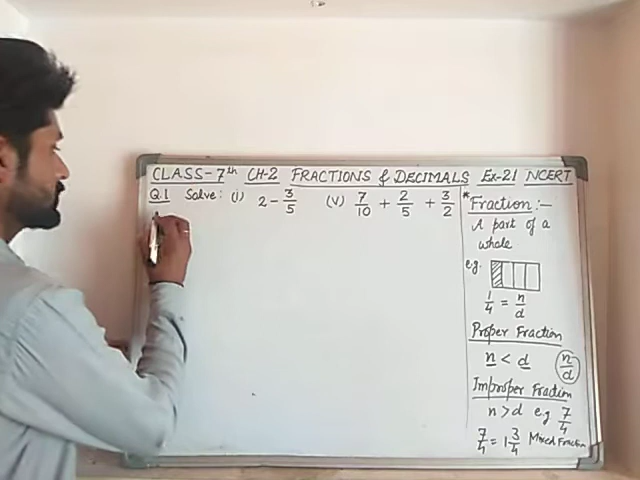 CLASS-7th CH-2 FRACTIONS & DECIMALS Ex-2.1 NCERT
Q.1 Solve: (i) 2 - 3/5 (v) 7/10 + 2/5 + 3/2
* Fraction:-
A part of a
whole
e.g.
1/4 = n/d
Proper Fraction
n < d n/d
Improper Fraction
n > d e.g 7/4
7/4 = 1 3/4 Mixed Fraction